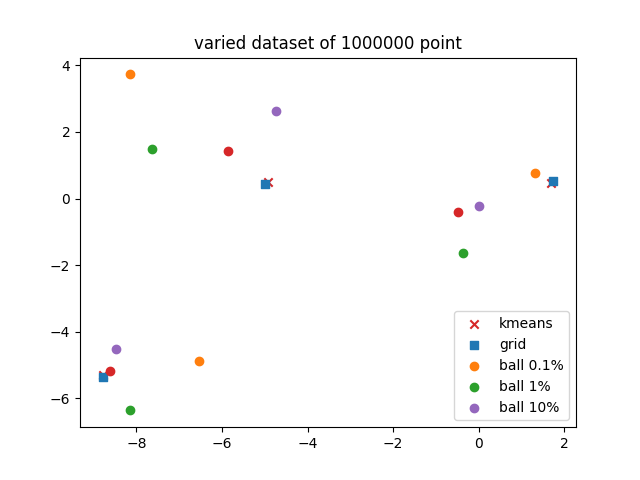 varied dataset of 1000000 point
4
2
0
−2
−4
−6
−8
−6
−4
−2
0
2
kmeans
grid
ball 0.1%
ball 1%
ball 10%